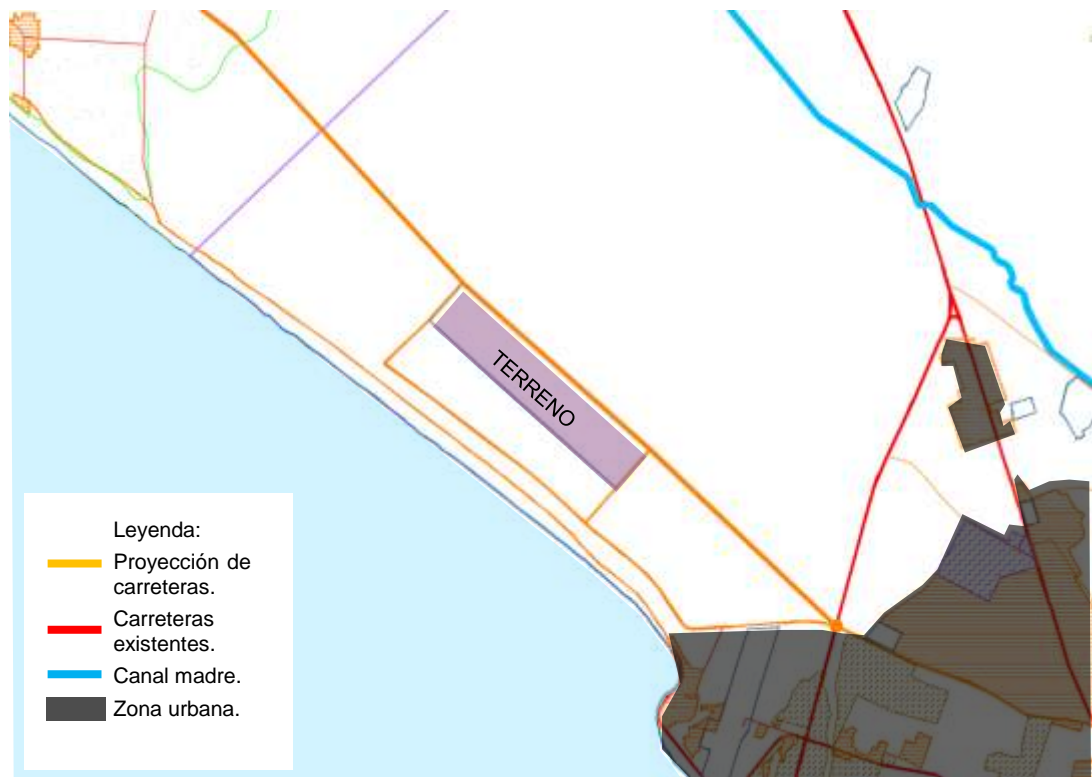 TERRENO
Leyenda:
Proyección de
carreteras.
Carreteras
existentes.
Canal madre.
Zona urbana.